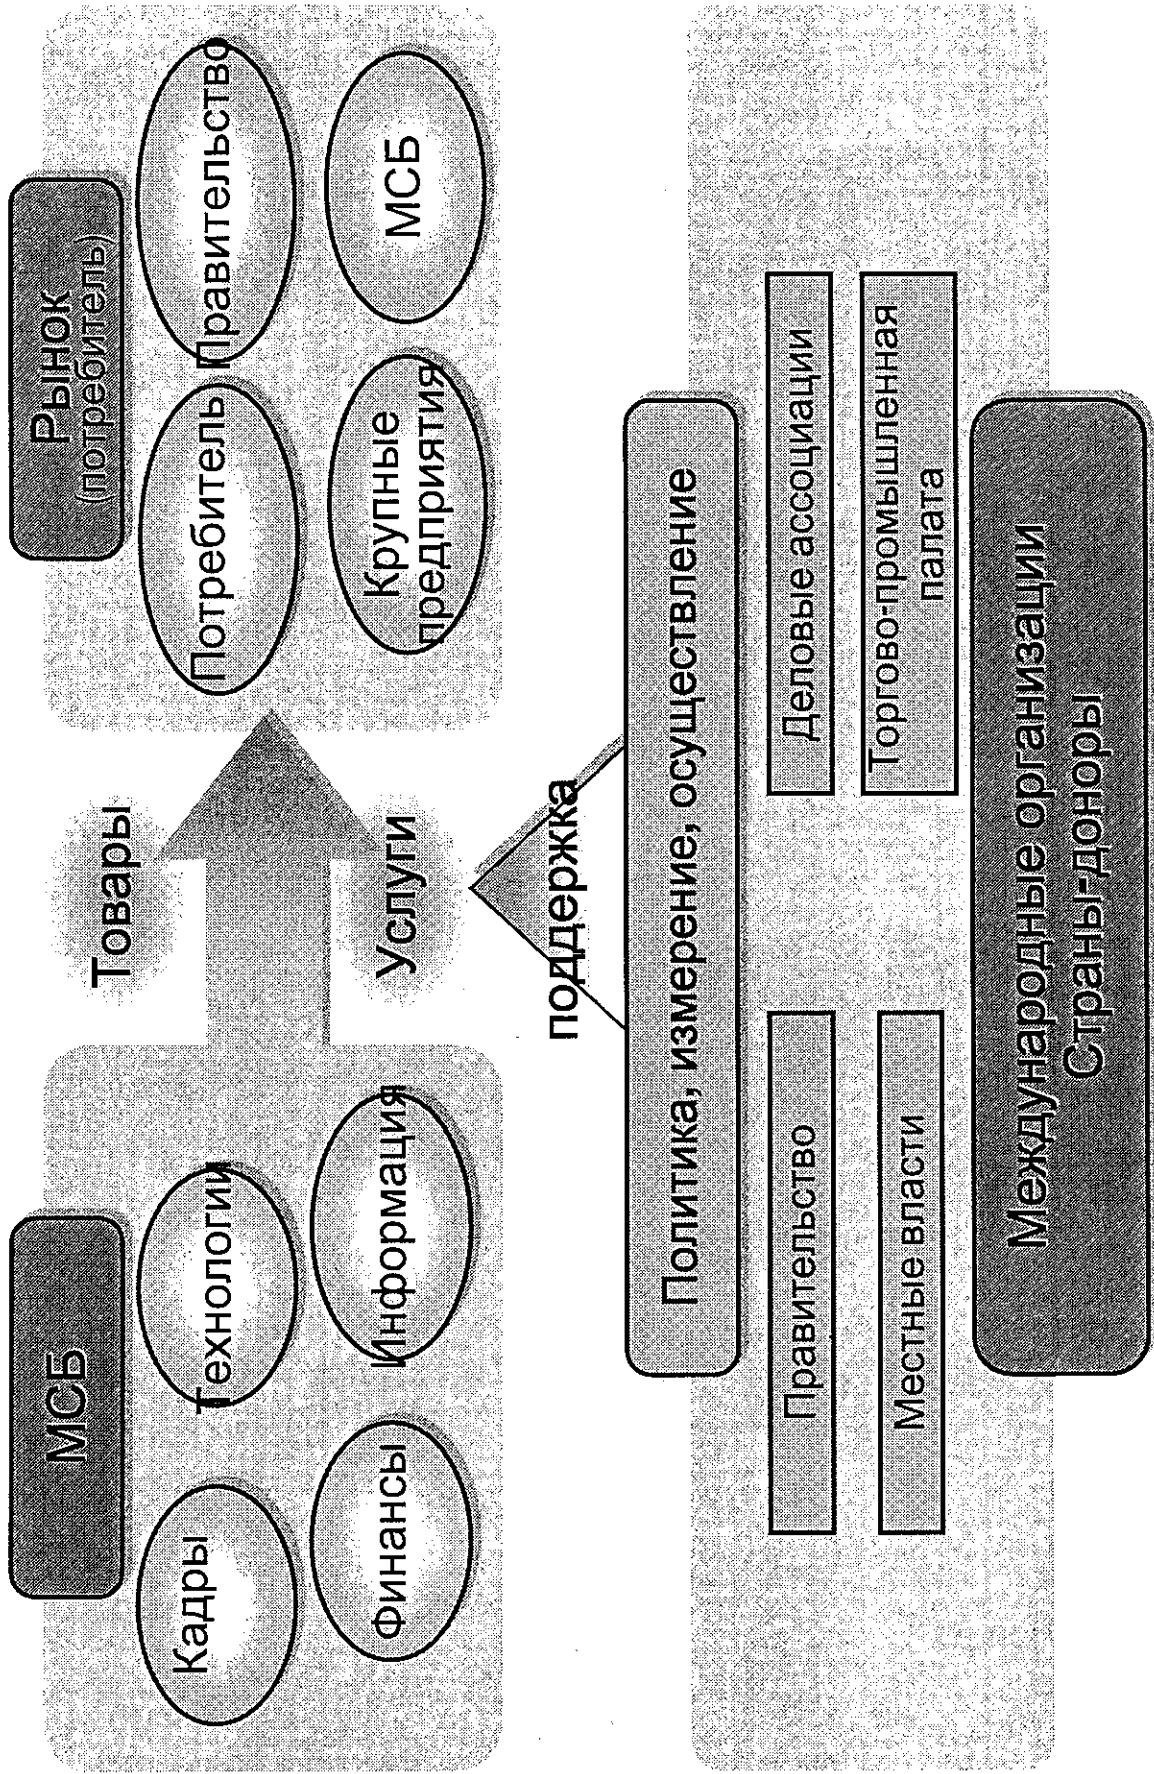 МСБ
Кадры
Технологии
Финансы
Информация
Товары
Услуги
Рынок
(потребитель)
Потребитель
Правительство
Крупные
предприятия
МСБ
поддержка
Политика, измерение, осуществление
Правительство
Деловые ассоциации
Местные власти
Торгово-промышленная
палата
Международные организации
Страны-доноры